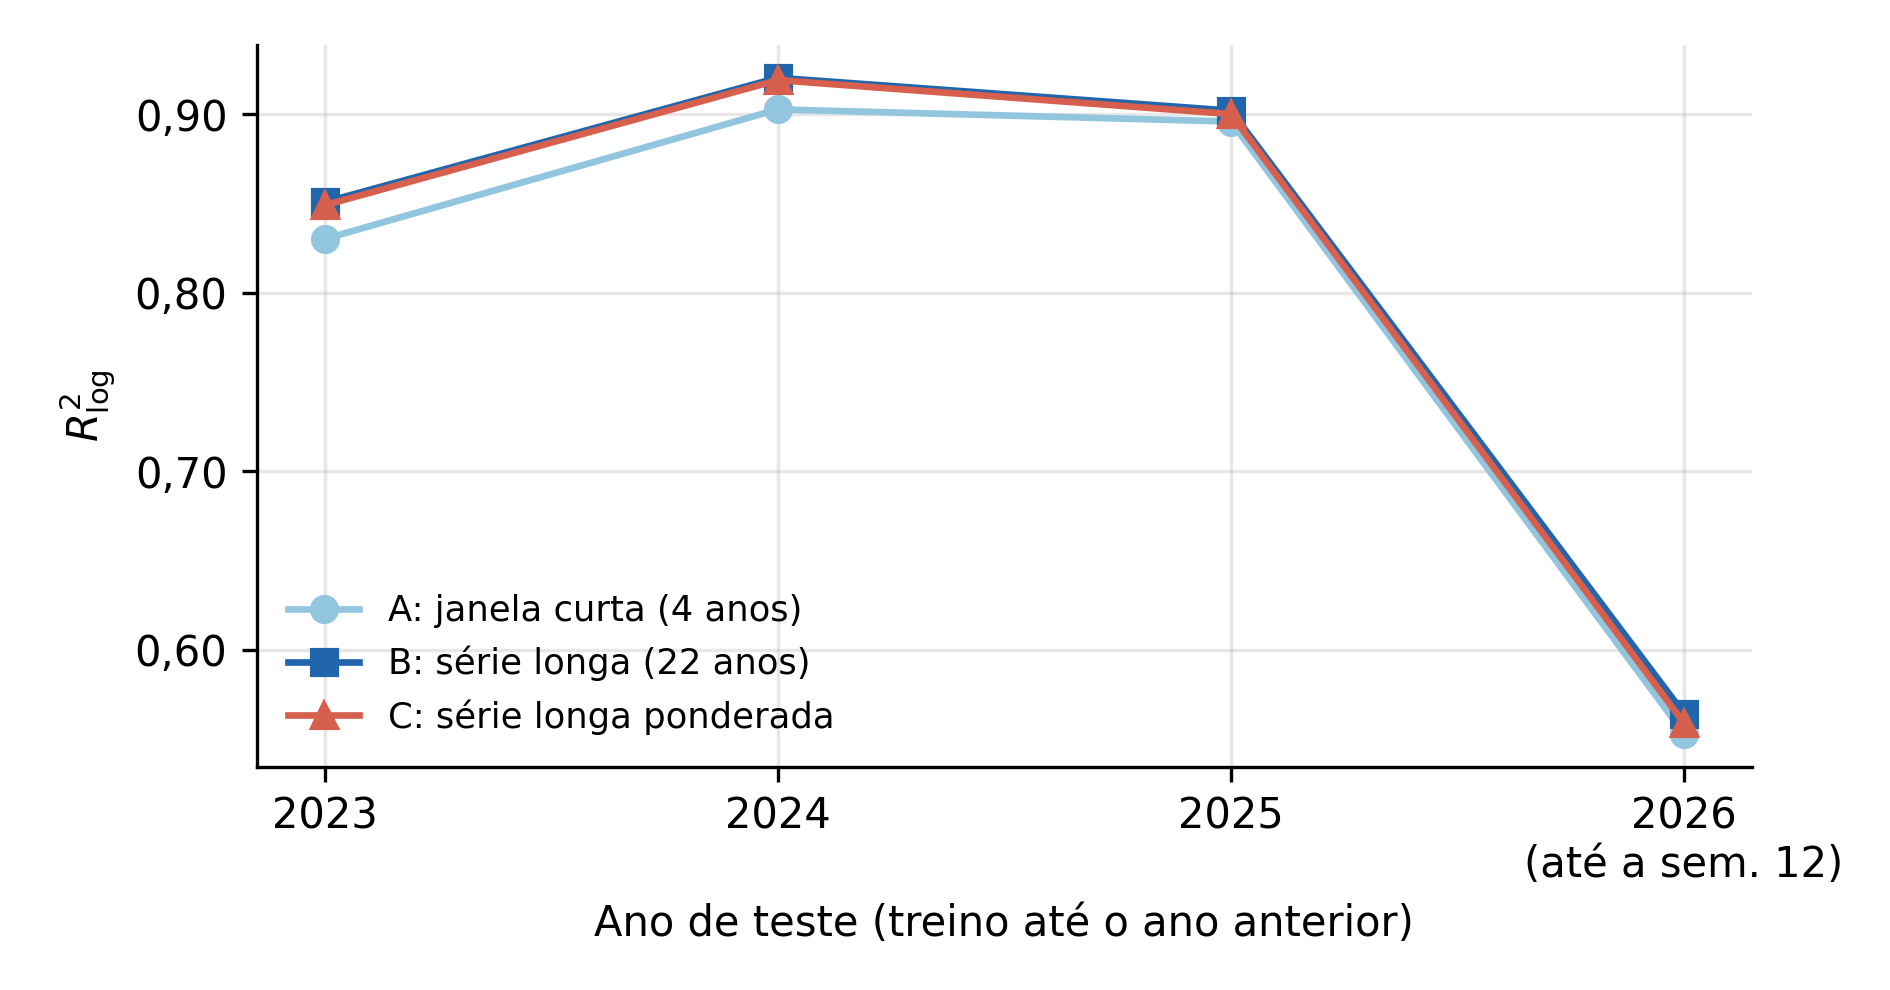 0,90
0,80
0,70
0,60
R²log
A: janela curta (4 anos)
B: série longa (22 anos)
C: série longa ponderada
2023
2024
2025
2026
(até a sem. 12)
Ano de teste (treino até o ano anterior)